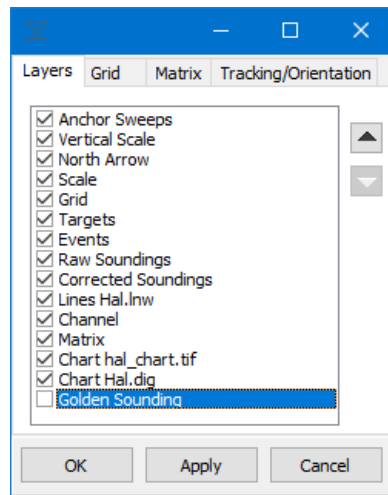 Layers Grid Matrix Tracking/Orientation
Anchor Sweeps
Vertical Scale
North Arrow
Scale
Grid
Targets
Events
Raw Soundings
Corrected Soundings
Lines Hal.lnw
Channel
Matrix
Chart hal_chart.tif
Chart Hal.dig
Golden Sounding
OK Apply Cancel